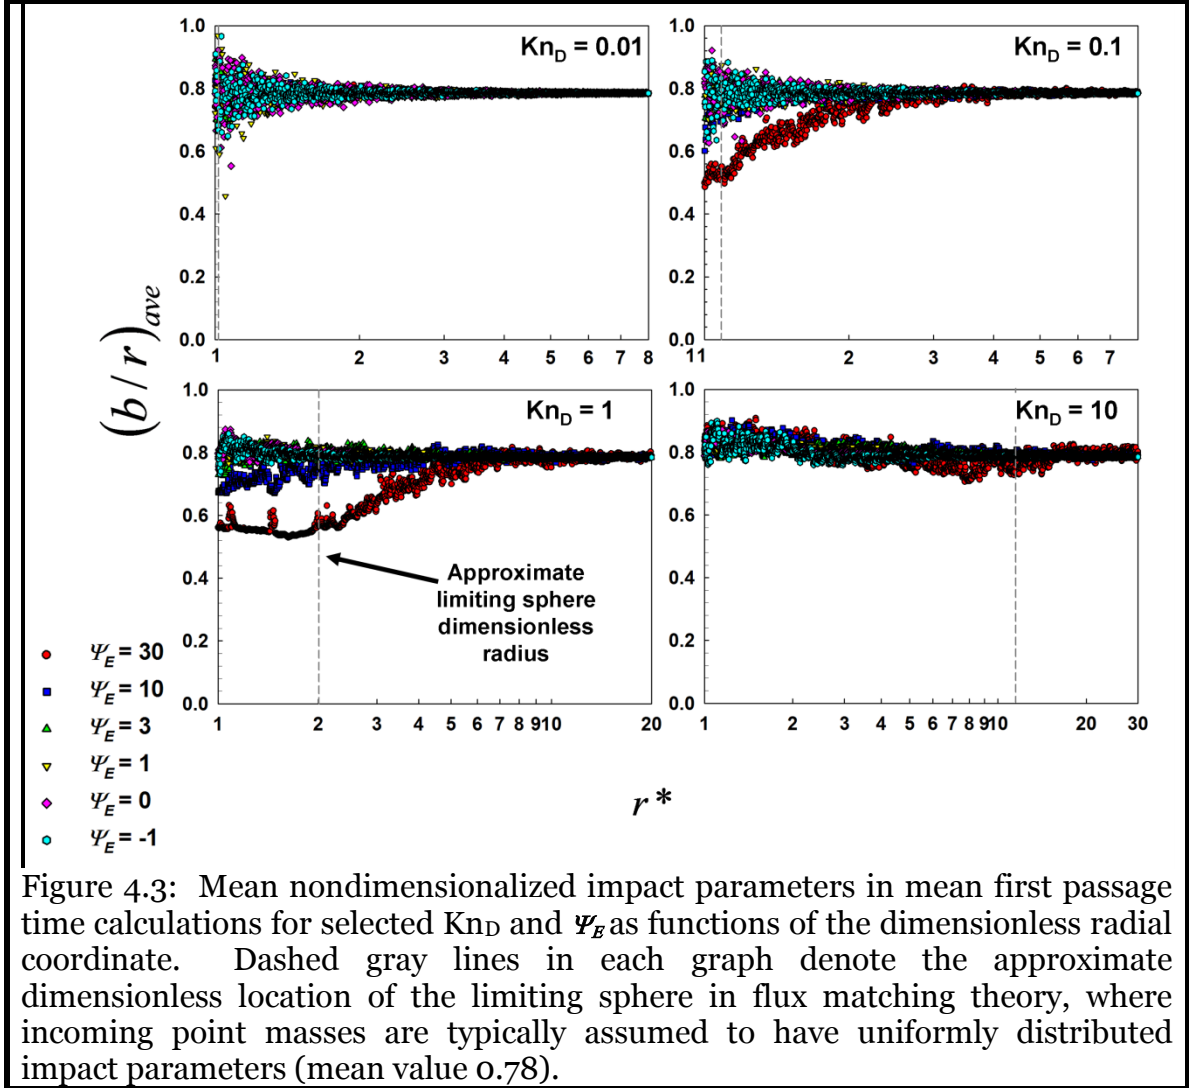 1.0
0.8
0.6
0.4
0.2
0.0
1 2 3 4 5 6 7 8
Kn_D = 0.01
1.0
0.8
0.6
0.4
0.2
0.0
11 2 3 4 5 6 7
Kn_D = 0.1
(b / r)_ave
1.0
0.8
0.6
0.4
0.2
0.0
1 2 3 4 5 6 7 8 910 20
Kn_D = 1
Approximate
limiting sphere
dimensionless
radius
1.0
0.8
0.6
0.4
0.2
0.0
1 2 3 4 5 6 7 8 910 20 30
Kn_D = 10
Ψ_E = 30
Ψ_E = 10
Ψ_E = 3
Ψ_E = 1
Ψ_E = 0
Ψ_E = -1
r *
Figure 4.3: Mean nondimensionalized impact parameters in mean first passage
time calculations for selected Kn_D and Ψ_E as functions of the dimensionless radial
coordinate. Dashed gray lines in each graph denote the approximate
dimensionless location of the limiting sphere in flux matching theory, where
incoming point masses are typically assumed to have uniformly distributed
impact parameters (mean value 0.78).